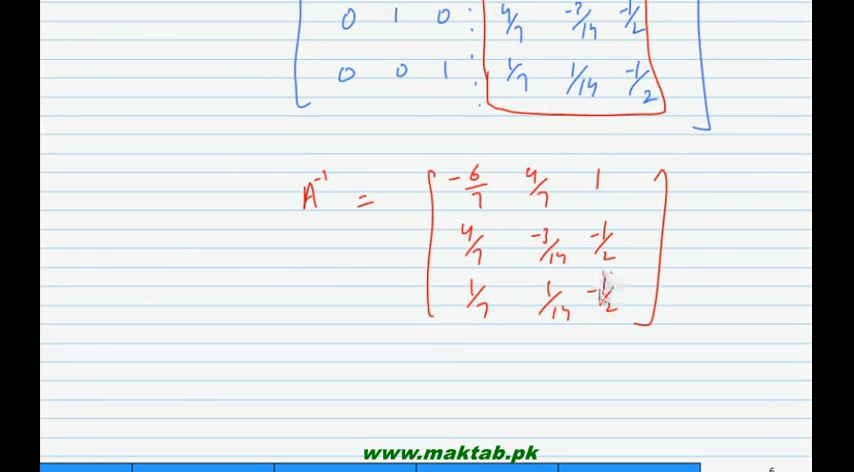 0 1 0 : 4/7 -3/14 -1/2
0 0 1 : 1/7 1/14 -1/2
A⁻¹ = [ -6/7 4/7 1
4/7 -3/14 -1/2
1/7 1/14 -1/2 ]
www.maktab.pk
6